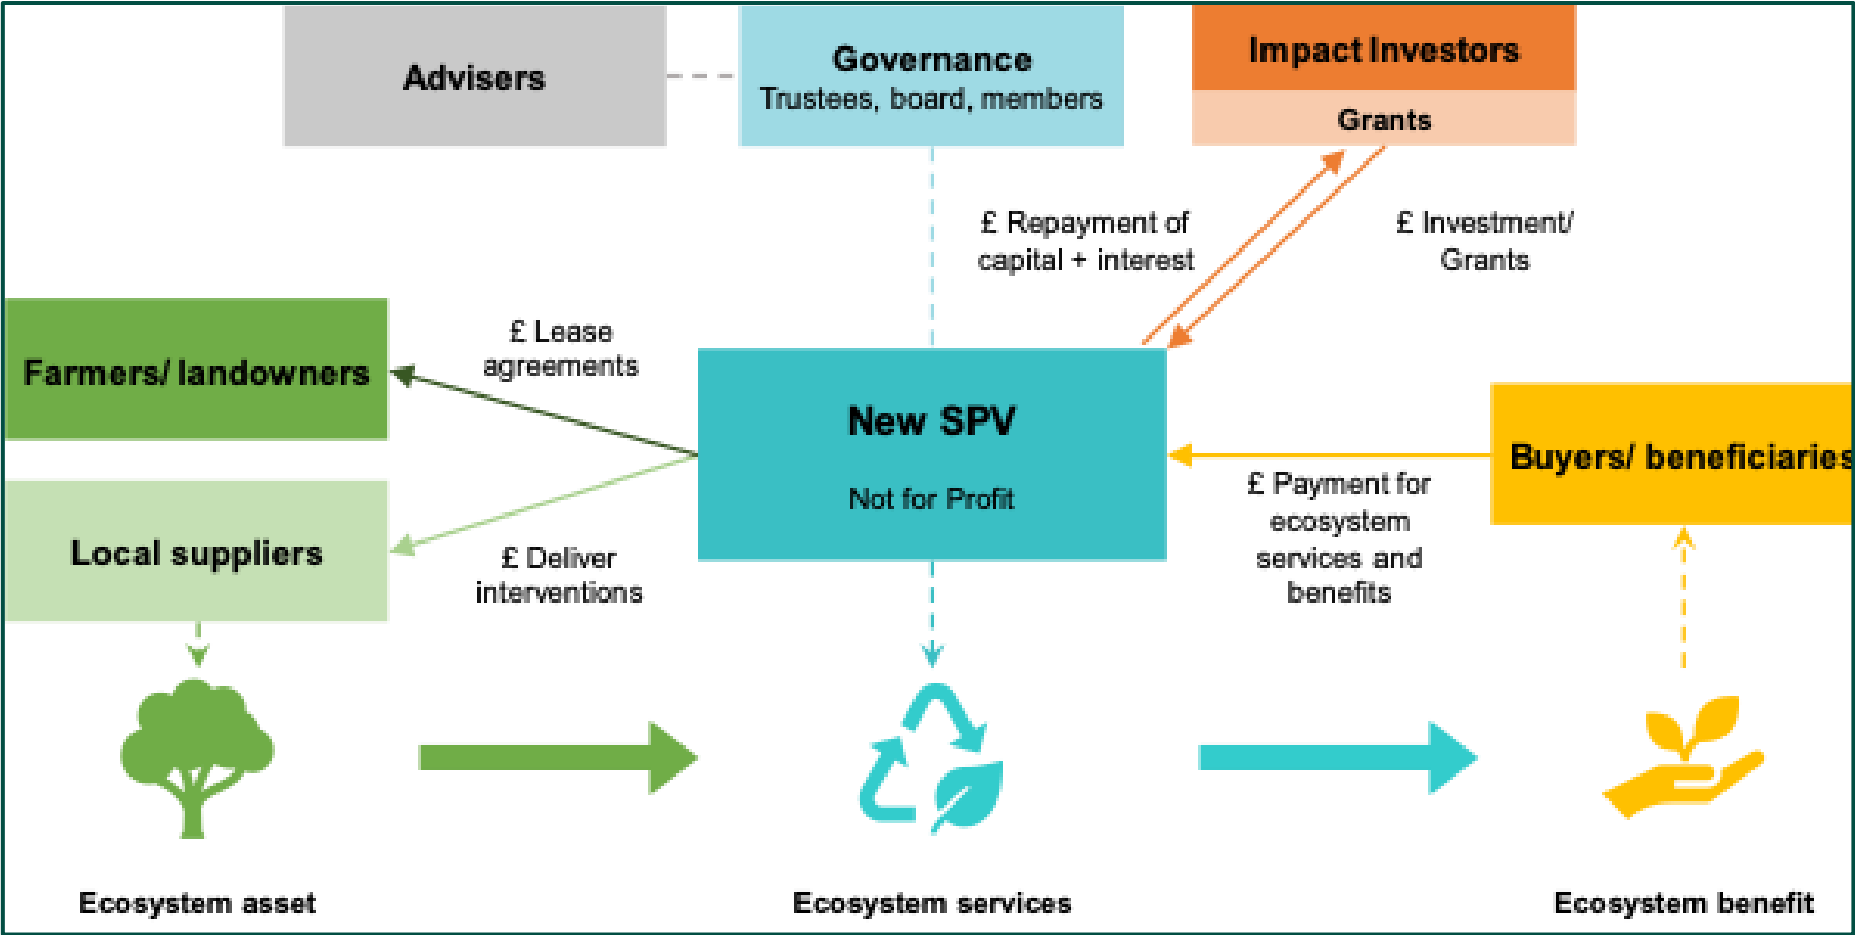 Advisers
Governance
Trustees, board, members
Impact Investors
Grants
£ Repayment of
capital + interest
£ Investment/
Grants
Farmers/ landowners
£ Lease
agreements
New SPV
Not for Profit
Buyers/ beneficiaries
£ Payment for
ecosystem
services and
benefits
Local suppliers
£ Deliver
interventions
Ecosystem asset
Ecosystem services
Ecosystem benefit